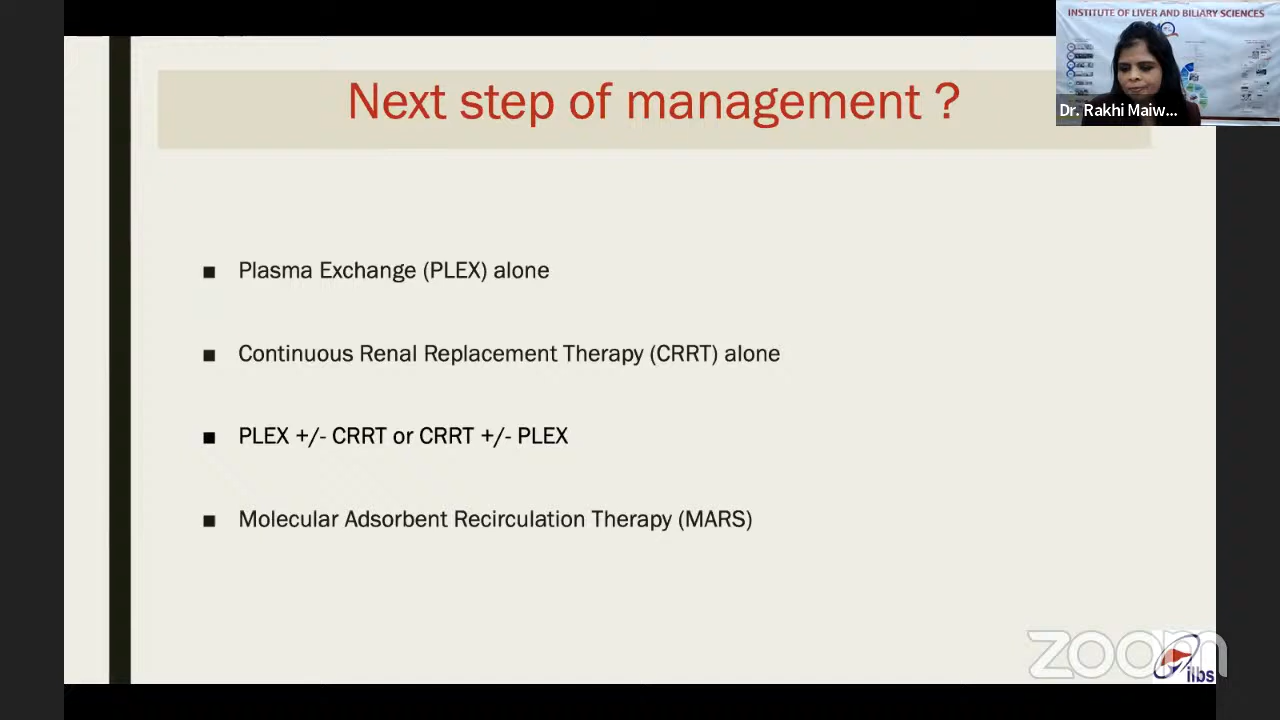 INSTITUTE OF LIVER AND BILIARY SCIENCES
Dr. Rakhi Maiw...
Next step of management ?
■ Plasma Exchange (PLEX) alone
■ Continuous Renal Replacement Therapy (CRRT) alone
■ PLEX +/- CRRT or CRRT +/- PLEX
■ Molecular Adsorbent Recirculation Therapy (MARS)
zoom
ilbs